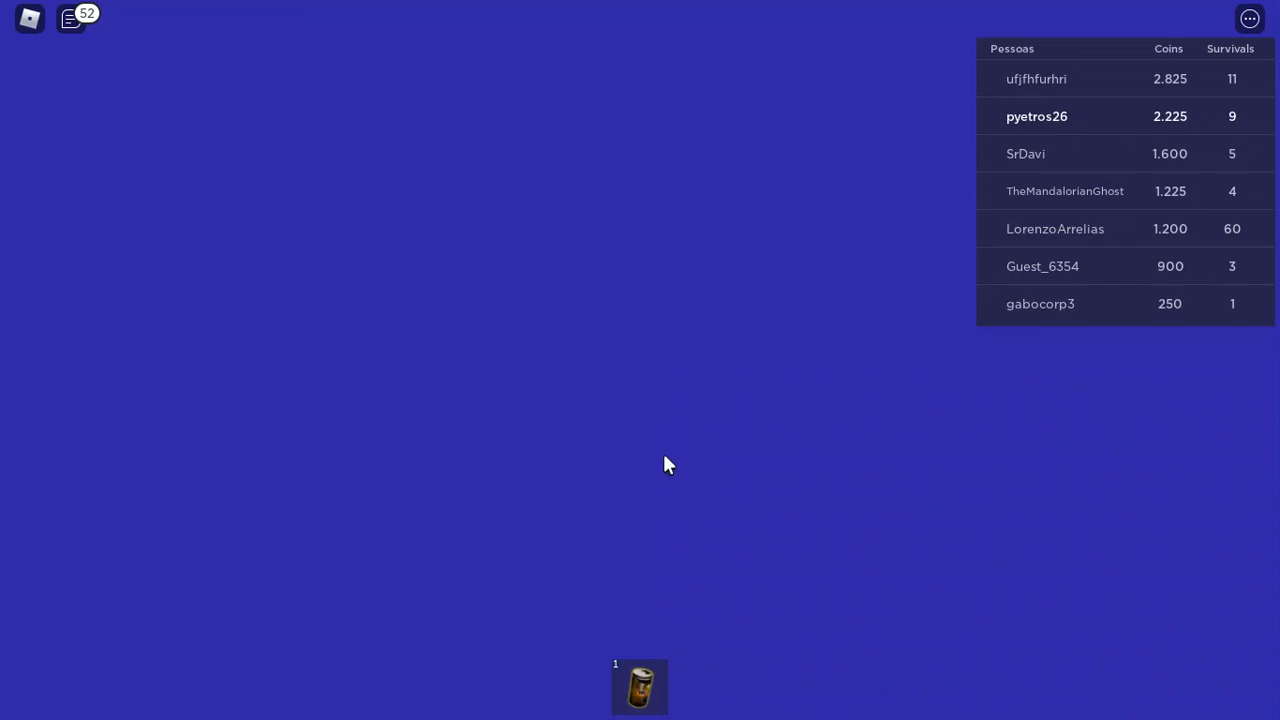 52
Pessoas Coins Survivals
ufjfhfurhri 2.825 11
pyetros26 2.225 9
SrDavi 1.600 5
TheMandalorianGhost 1.225 4
LorenzoArrelias 1.200 60
Guest_6354 900 3
gabocorp3 250 1
1